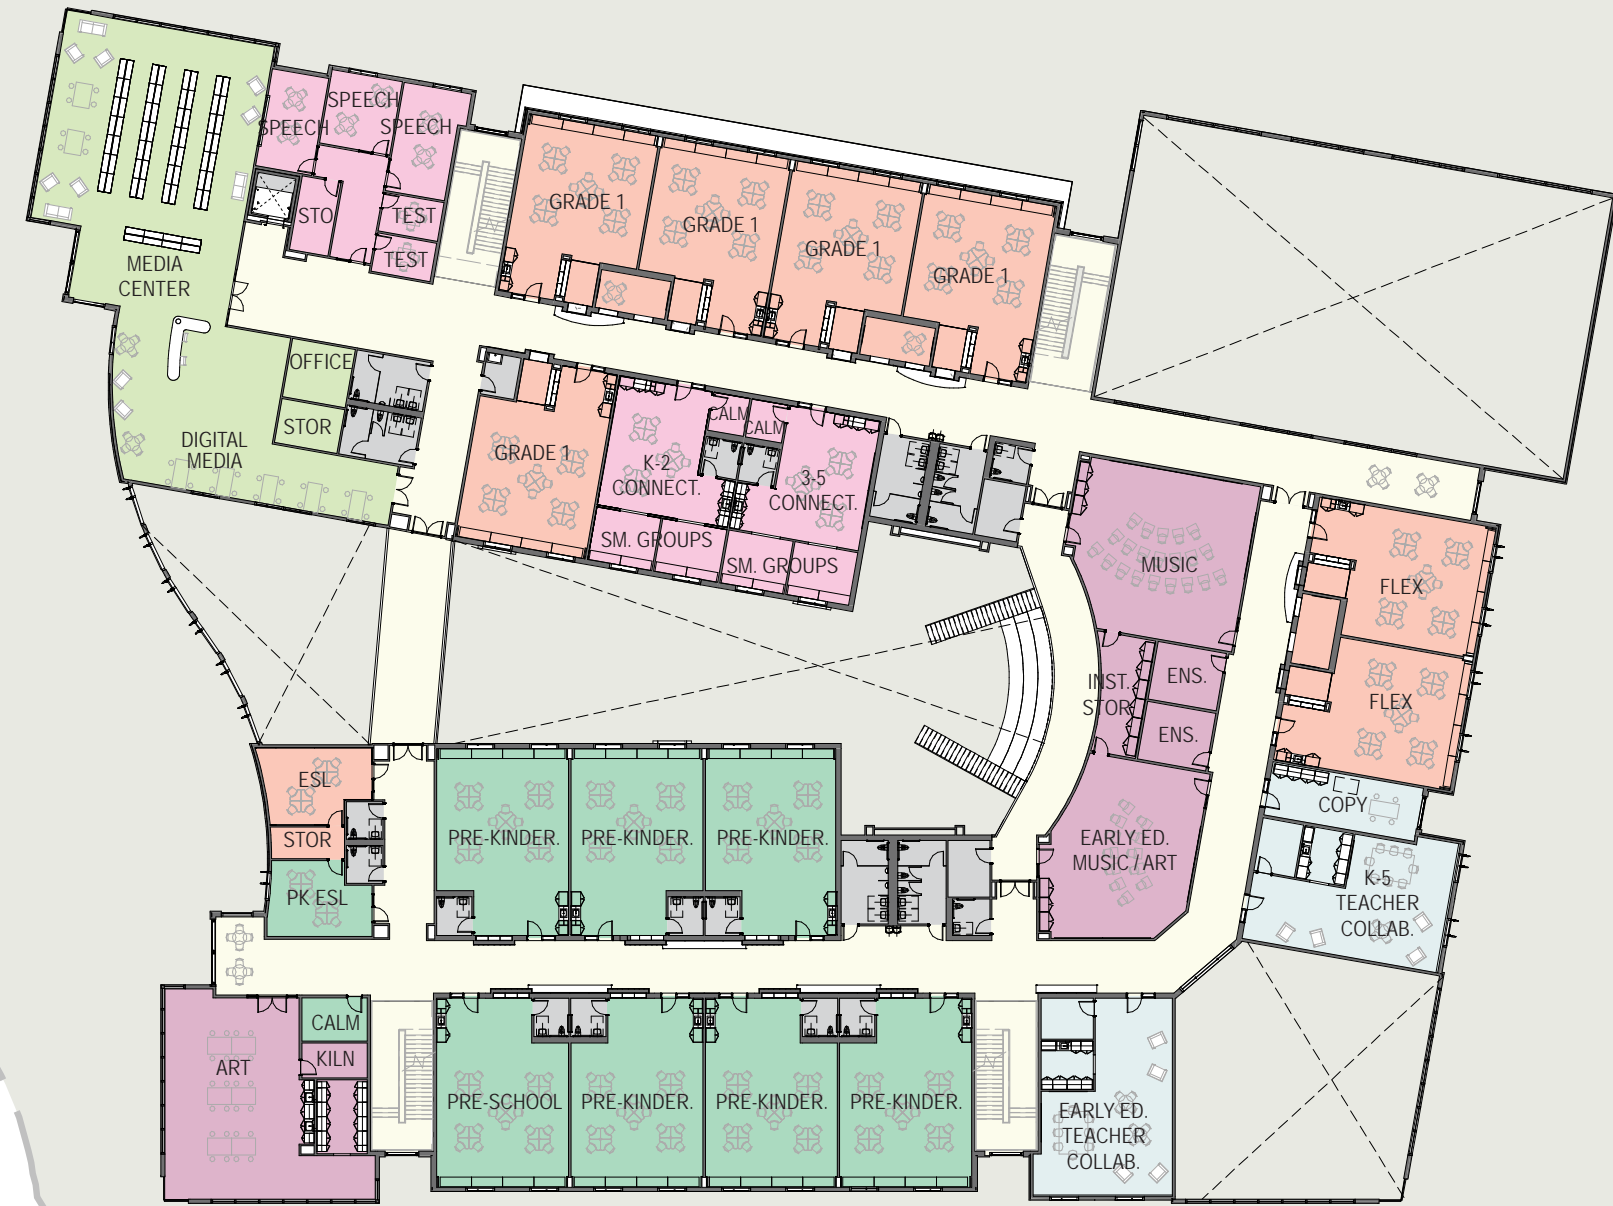 SPEECH
SPEECH
SPEECH
STO
TEST
TEST
MEDIA
CENTER
GRADE 1
GRADE 1
GRADE 1
GRADE 1
OFFICE
STOR
DIGITAL
MEDIA
GRADE 1
K-2
CONNECT.
CALM
CALM
3-5
CONNECT.
SM. GROUPS
SM. GROUPS
MUSIC
FLEX
FLEX
INST.
STOR
ENS.
ENS.
ESL
STOR
PK ESL
PRE-KINDER.
PRE-KINDER.
PRE-KINDER.
EARLY ED.
MUSIC / ART
COPY
K-5
TEACHER
COLLAB.
ART
CALM
KILN
PRE-SCHOOL
PRE-KINDER.
PRE-KINDER.
PRE-KINDER.
EARLY ED.
TEACHER
COLLAB.